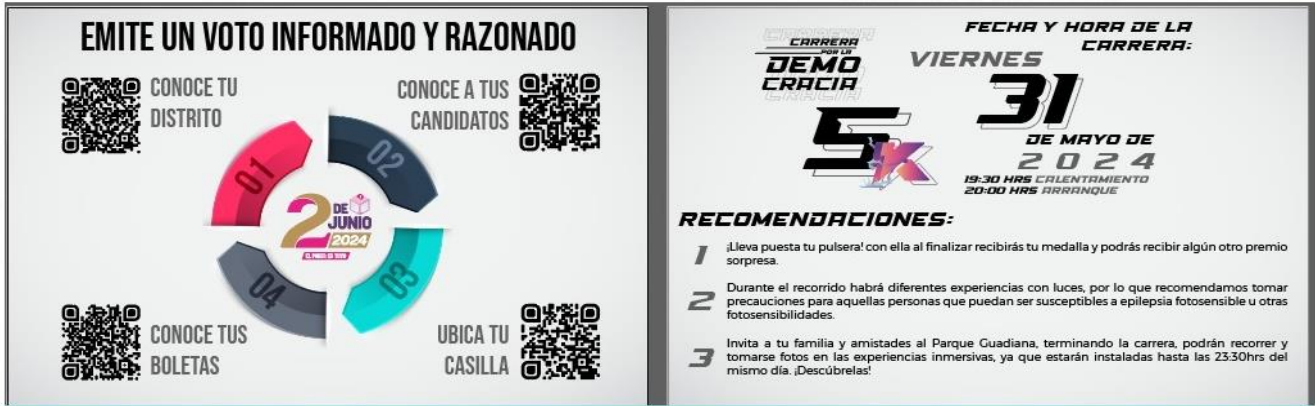 EMITE UN VOTO INFORMADO Y RAZONADO
CONOCE TU
DISTRITO
CONOCE A TUS
CANDIDATOS
01
02
2 DE
JUNIO
2024
04
03
CONOCE TUS
BOLETAS
UBICA TU
CASILLA
CARRERA
POR LA
DEMO
CRACIA
5K
FECHA Y HORA DE LA
CARRERA:
VIERNES
31
DE MAYO DE
2024
19:30 HRS CALENTAMIENTO
20:00 HRS ARRANQUE
RECOMENDACIONES:
1 ¡Lleva puesta tu pulsera! con ella al finalizar recibirás tu medalla y podrás recibir algún otro premio
sorpresa.
2 Durante el recorrido habrá diferentes experiencias con luces, por lo que recomendamos tomar
precauciones para aquellas personas que puedan ser susceptibles a epilepsia fotosensible u otras
fotosensibilidades.
3 Invita a tu familia y amistades al Parque Guadiana, terminando la carrera, podrán recorrer y
tomarse fotos en las experiencias inmersivas, ya que estarán instaladas hasta las 23:30hrs del
mismo día. ¡Descúbrelas!